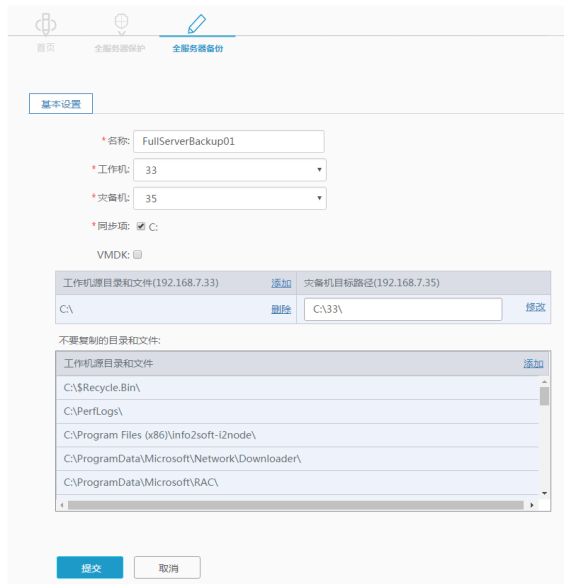 首页 全服务器保护 全服务器备份
基本设置
*名称: FullServerBackup01
*工作机: 33
*灾备机: 35
*同步项: C:
VMDK:
工作机源目录和文件(192.168.7.33) 添加 灾备机目标路径(192.168.7.35)
C:\ 删除 C:\33\ 修改
不要复制的目录和文件:
工作机源目录和文件 添加
C:\$Recycle.Bin\
C:\PerfLogs\
C:\Program Files (x86)\info2soft-i2node\
C:\ProgramData\Microsoft\Network\Downloader\
C:\ProgramData\Microsoft\RAC\
提交 取消